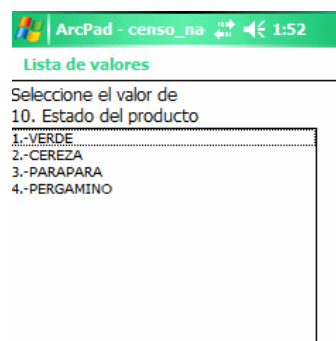 ArcPad - censo_na 1:52
Lista de valores
Seleccione el valor de
10. Estado del producto
1.-VERDE
2.-CEREZA
3.-PARAPARA
4.-PERGAMINO